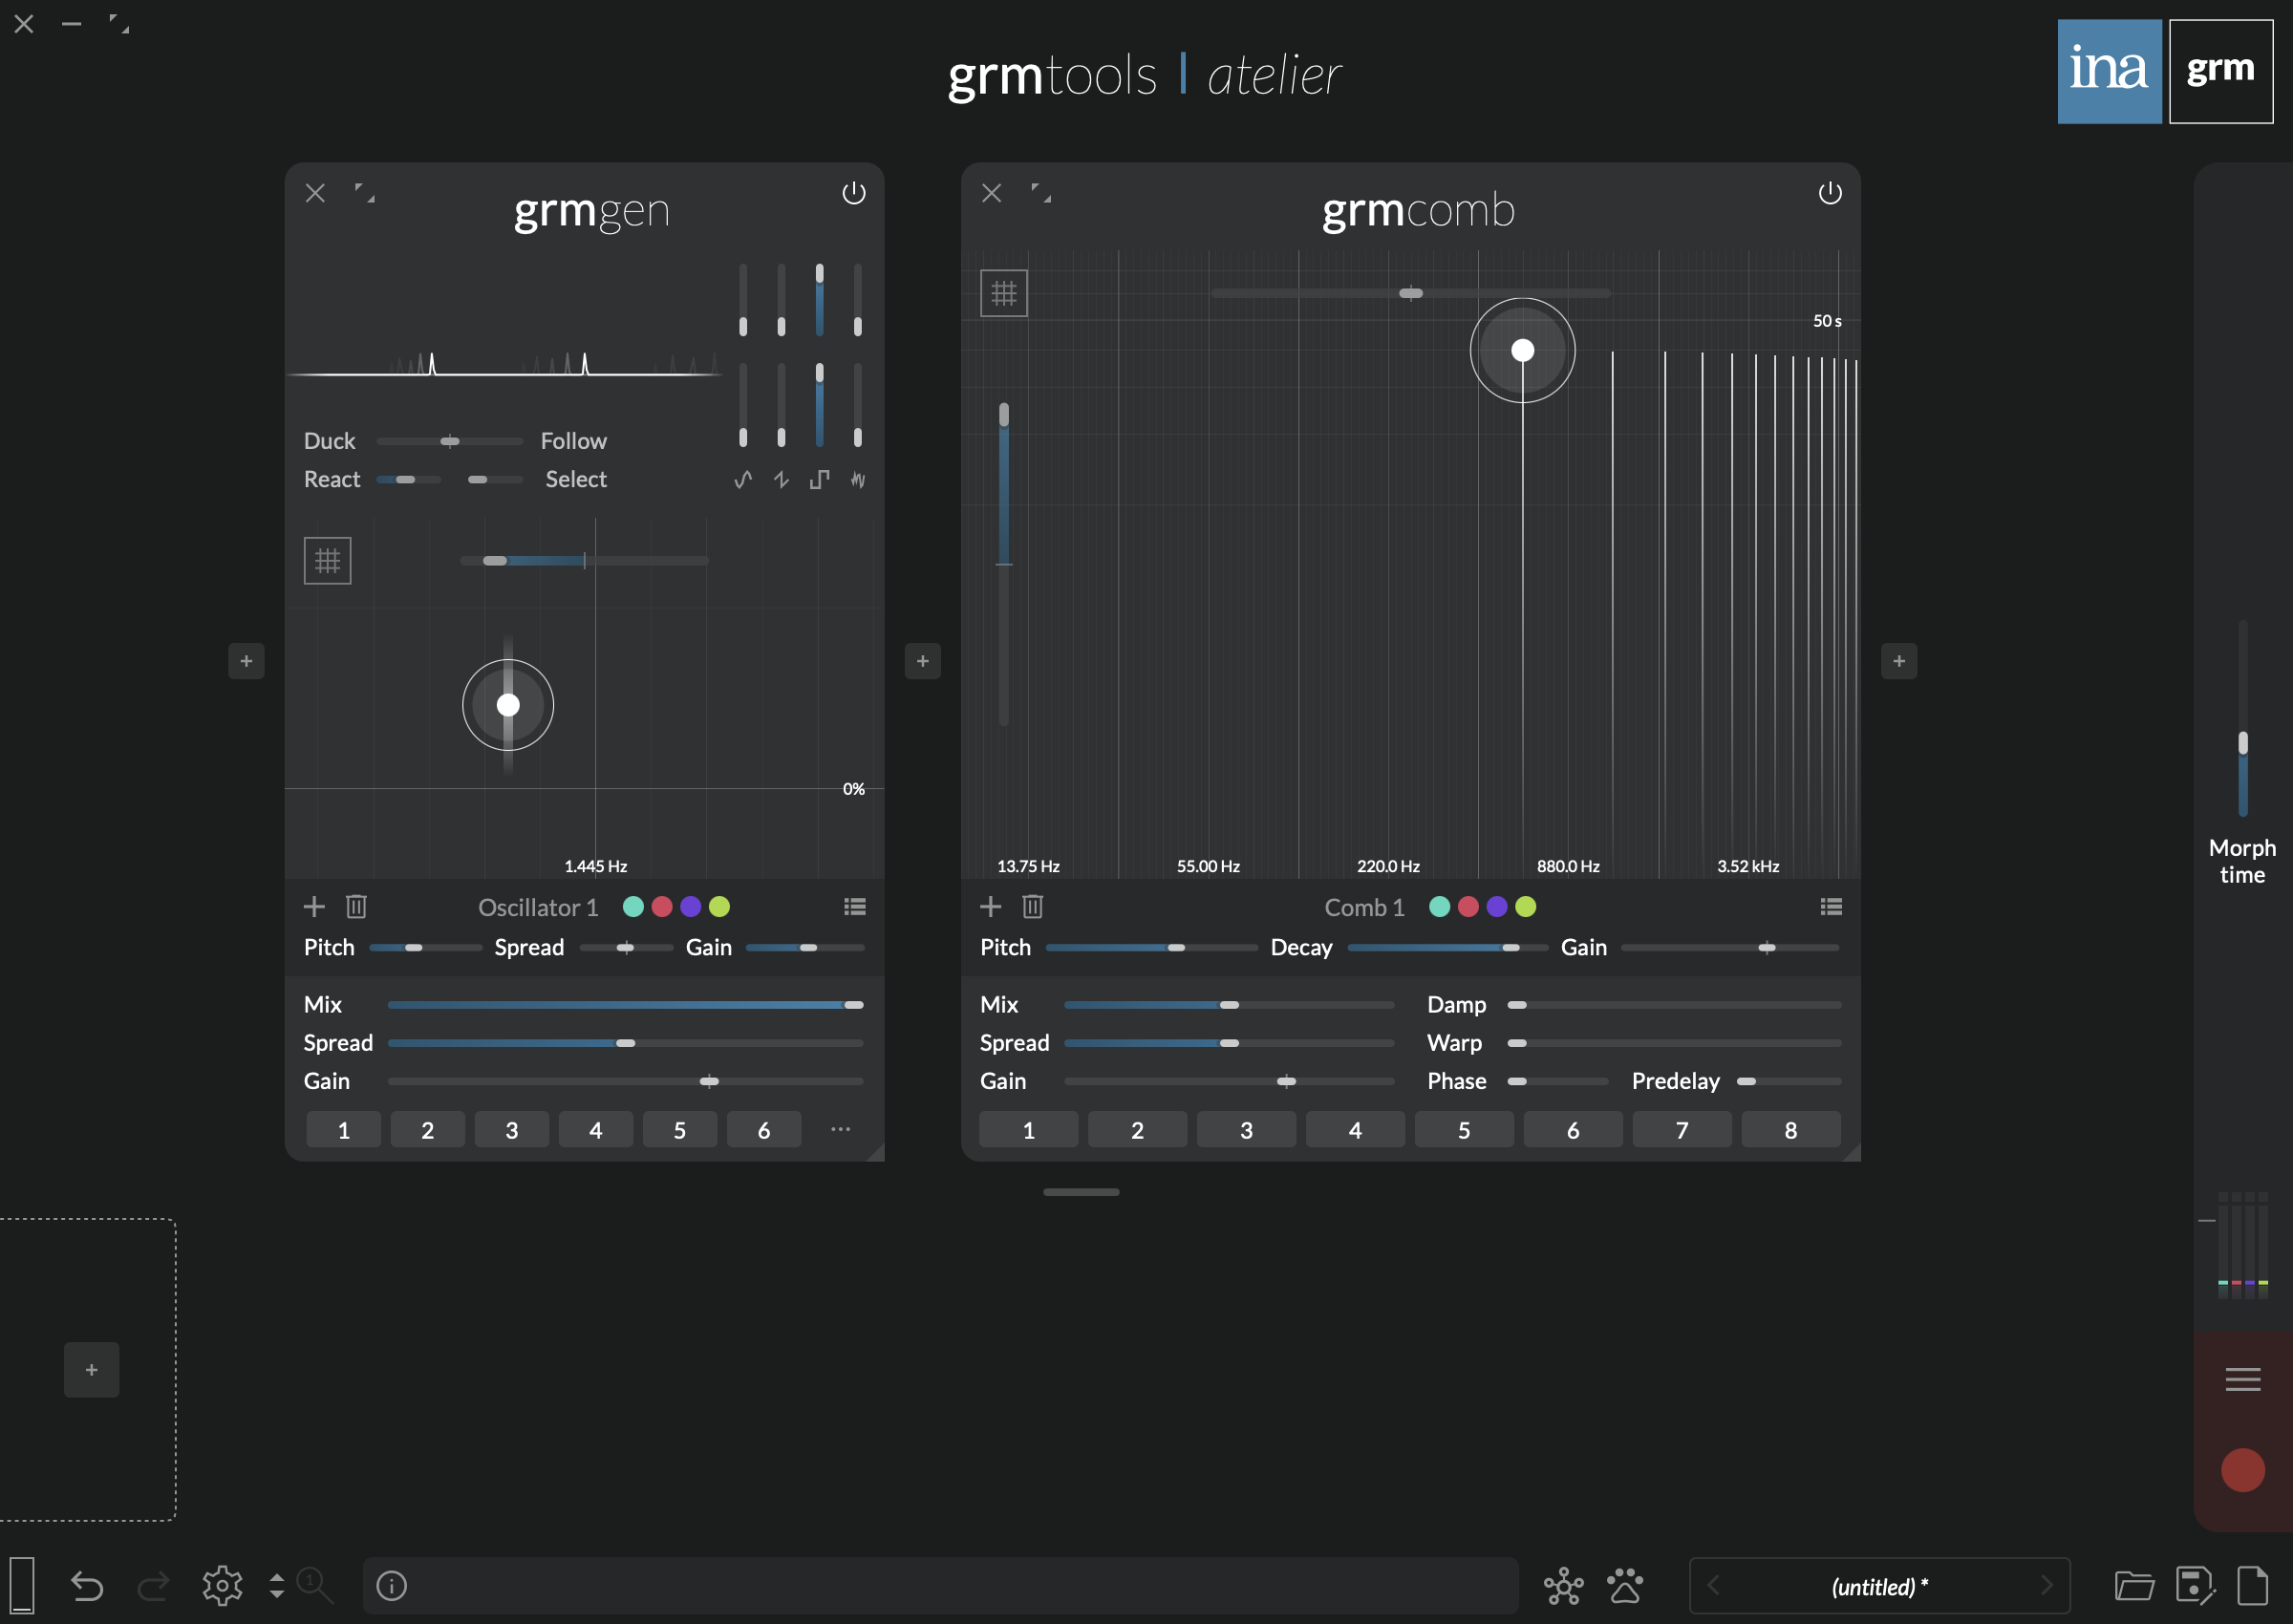 grmtools | atelier
ina grm
grmgen
Duck Follow
React Select
0%
1.445 Hz
Oscillator 1
Pitch Spread Gain
Mix
Spread
Gain
1 2 3 4 5 6 ...
grmcomb
50 s
13.75 Hz 55.00 Hz 220.0 Hz 880.0 Hz 3.52 kHz
Comb 1
Pitch Decay Gain
Mix Damp
Spread Warp
Gain Phase Predelay
1 2 3 4 5 6 7 8
Morph
time
1
(untitled) *